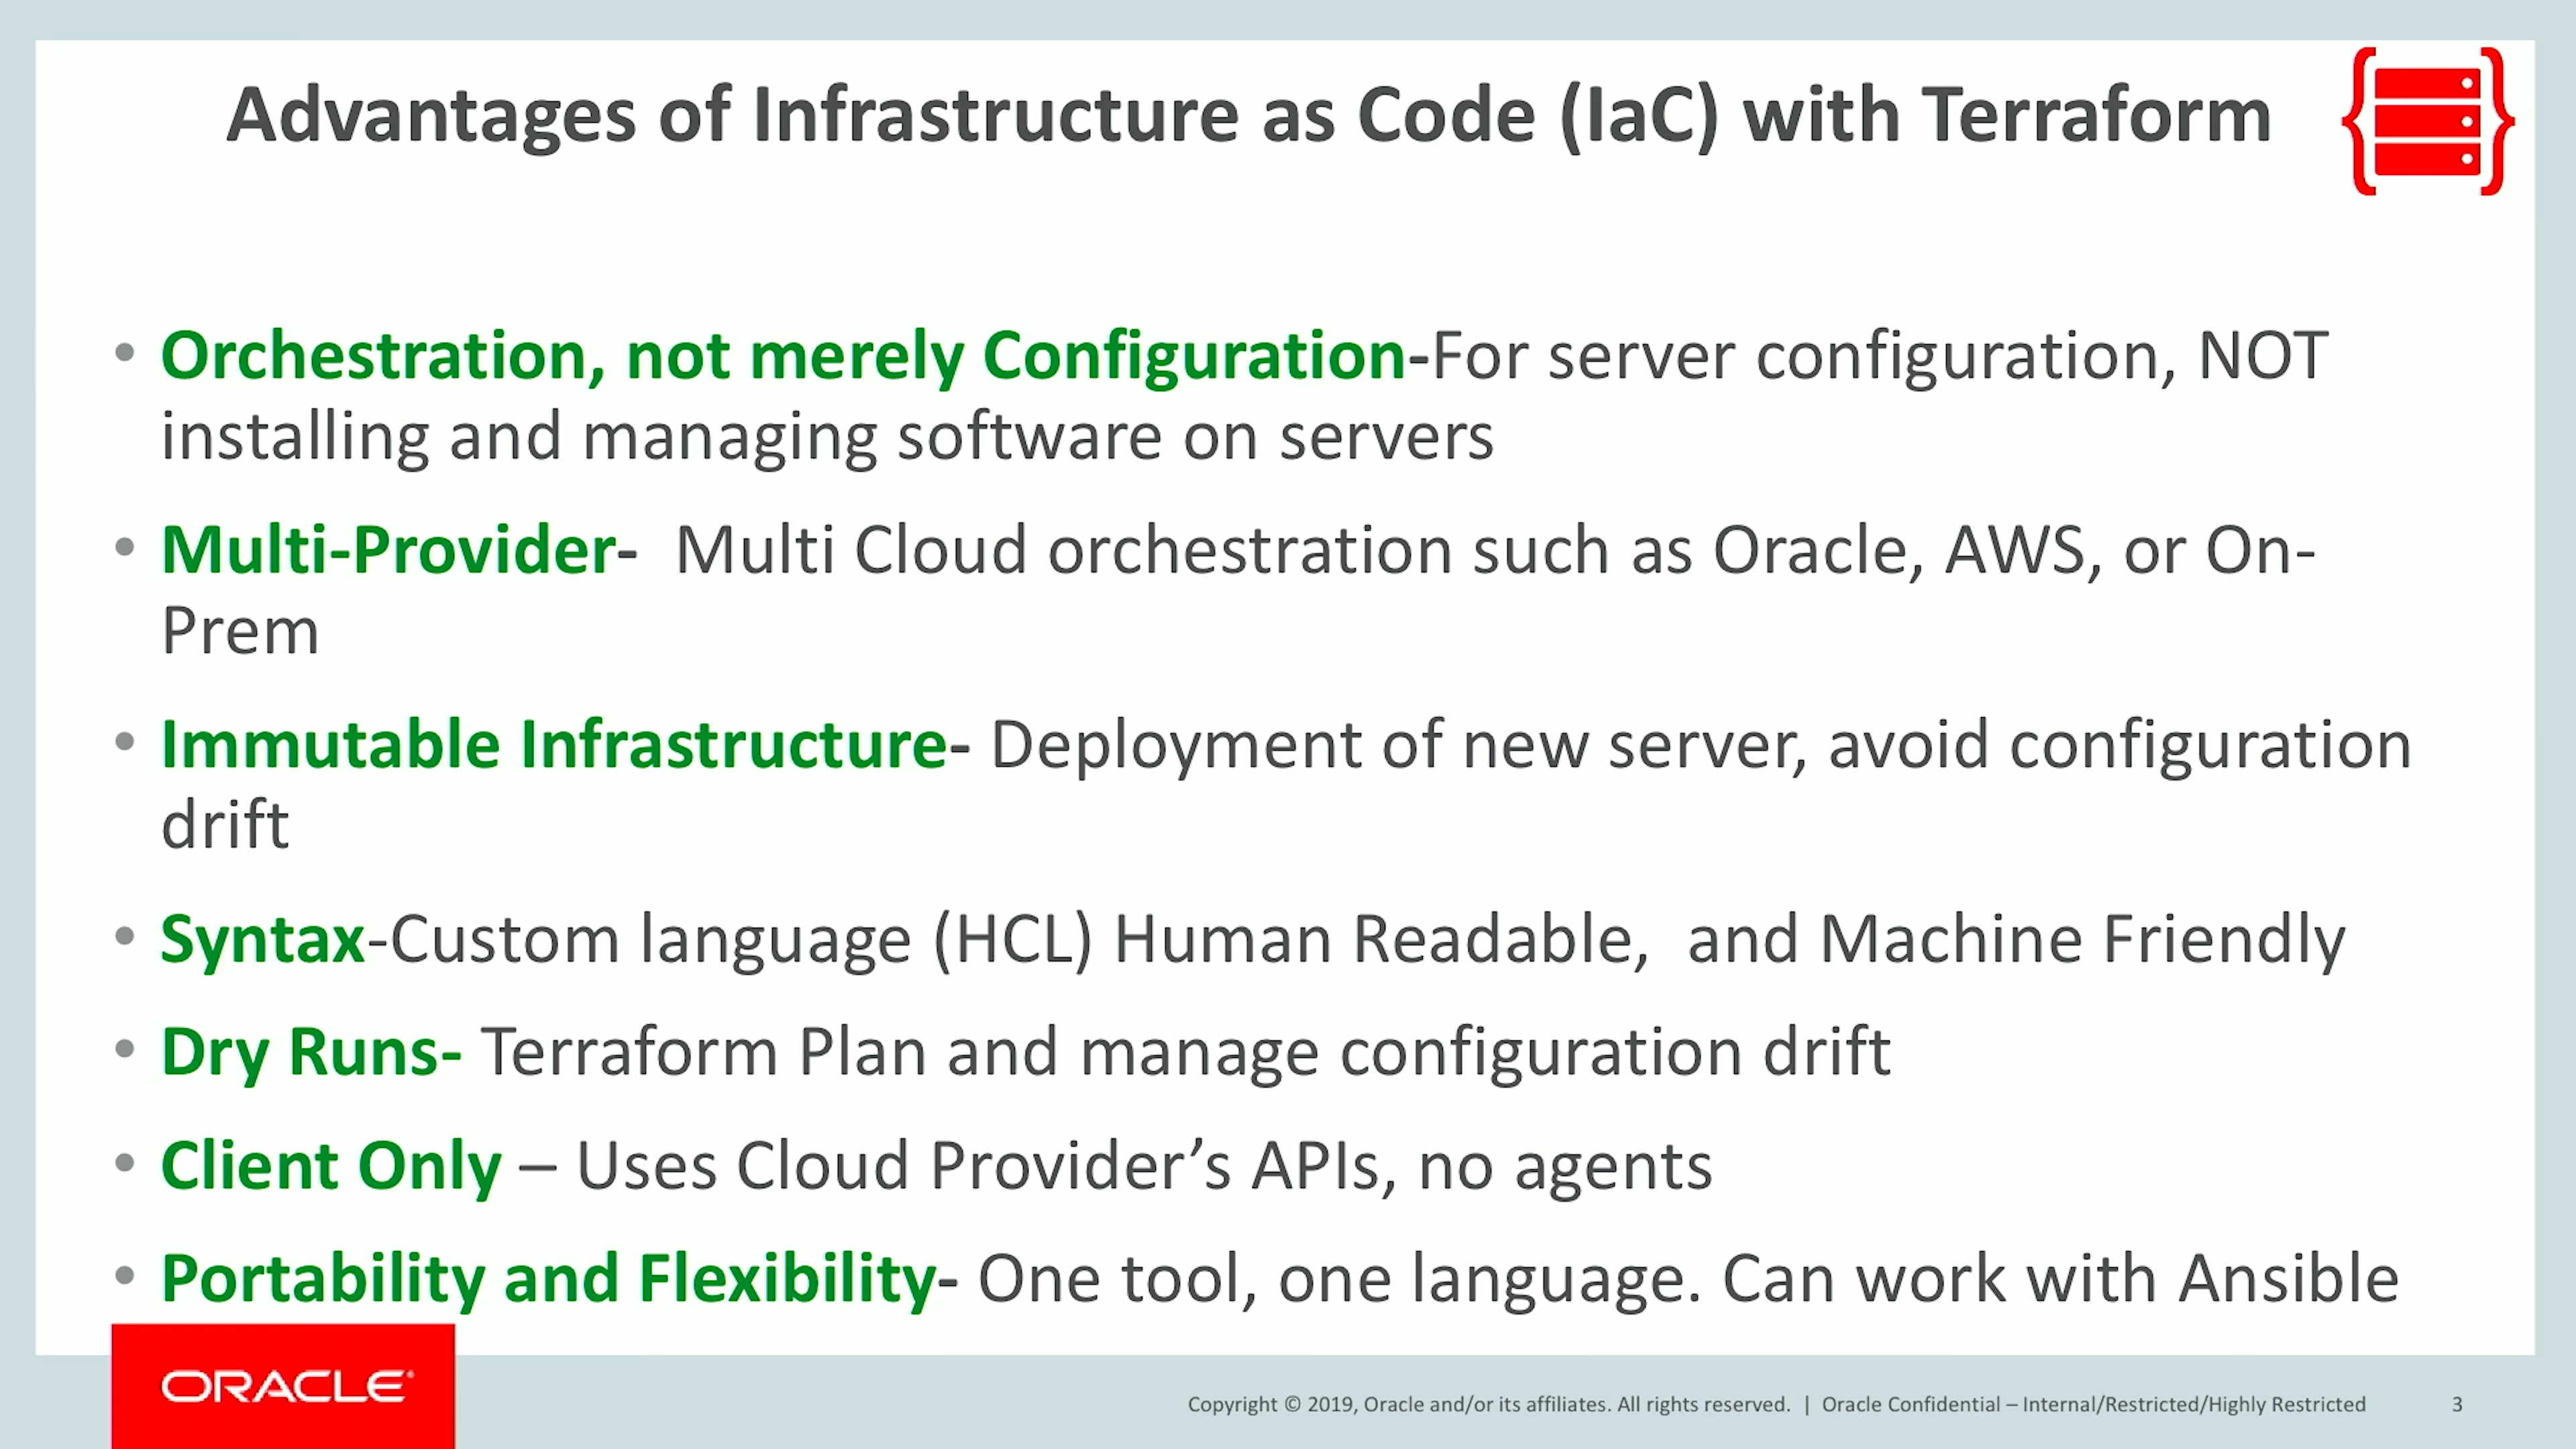 Advantages of Infrastructure as Code (IaC) with Terraform
• Orchestration, not merely Configuration-For server configuration, NOT
installing and managing software on servers
• Multi-Provider-  Multi Cloud orchestration such as Oracle, AWS, or On-
Prem
• Immutable Infrastructure- Deployment of new server, avoid configuration
drift
• Syntax-Custom language (HCL) Human Readable,  and Machine Friendly
• Dry Runs- Terraform Plan and manage configuration drift
• Client Only – Uses Cloud Provider’s APIs, no agents
• Portability and Flexibility- One tool, one language. Can work with Ansible
ORACLE®
Copyright © 2019, Oracle and/or its affiliates. All rights reserved. | Oracle Confidential – Internal/Restricted/Highly Restricted 3